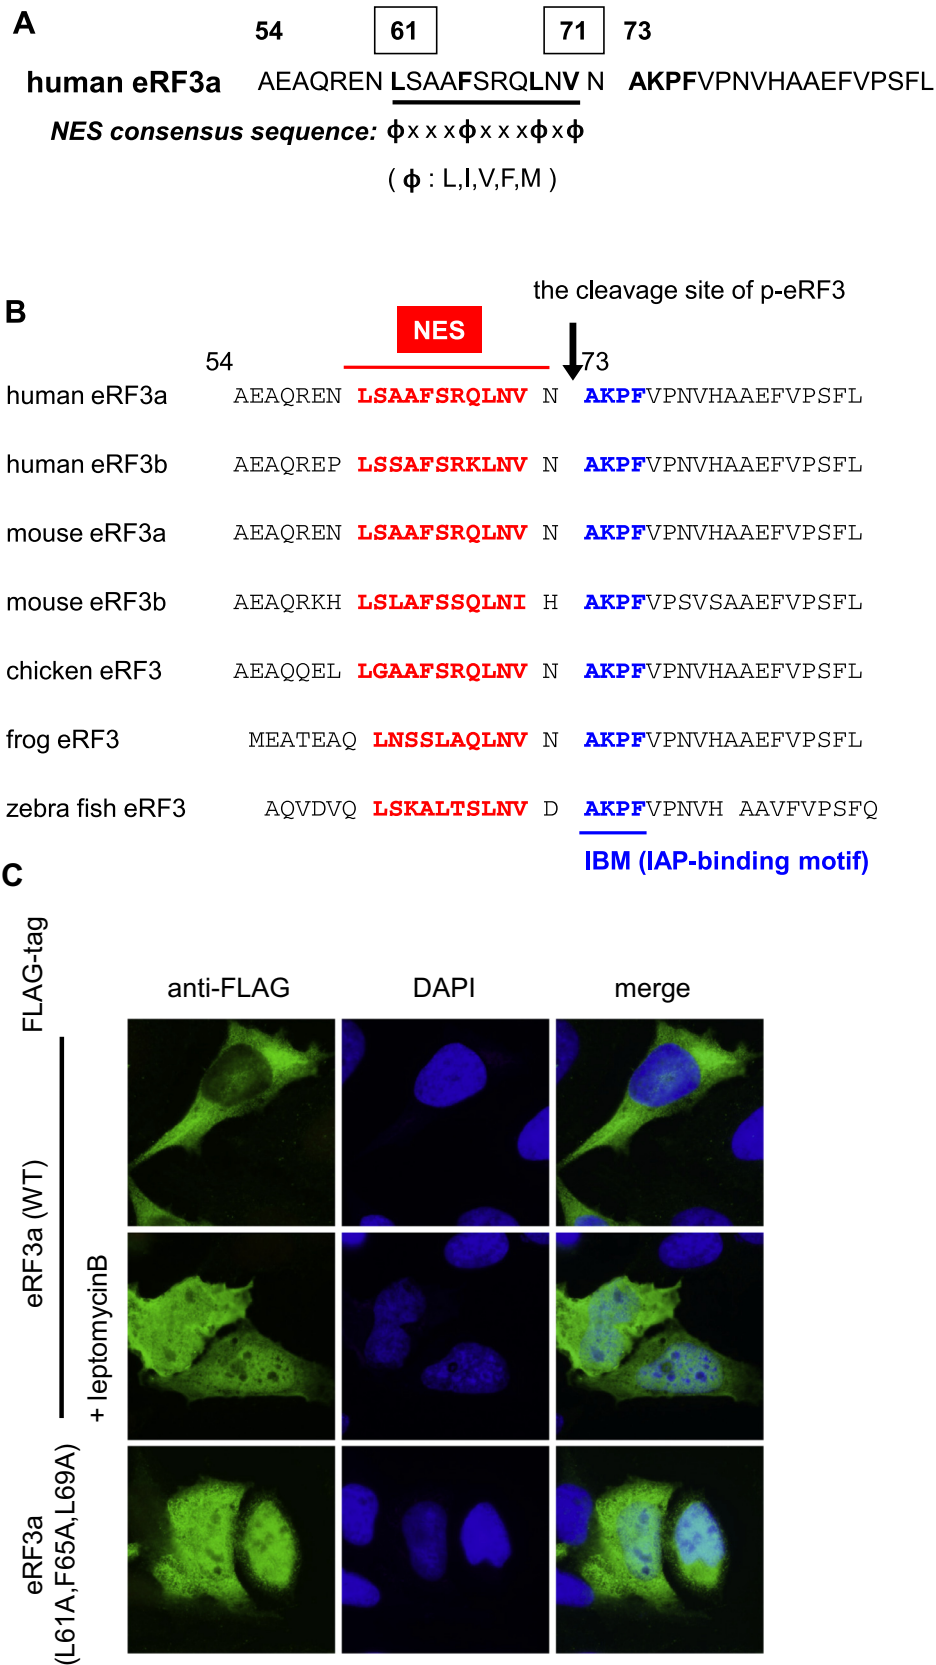 A
54 61 71 73
human eRF3a AEAQREN LSAAFSRQLNV N AKPFVPNVHAAEFVPSFL
NES consensus sequence: ϕxxxϕxxxϕxϕ
( ϕ : L,I,V,F,M )
the cleavage site of p-eRF3
B
NES
54 73
human eRF3a AEAQREN LSAAFSRQLNV N AKPFVPNVHAAEFVPSFL
human eRF3b AEAQREP LSSAFSRKLNV N AKPFVPNVHAAEFVPSFL
mouse eRF3a AEAQREN LSAAFSRQLNV N AKPFVPNVHAAEFVPSFL
mouse eRF3b AEAQRKH LSLAFSSQLNI H AKPFVPSVSAAEFVPSFL
chicken eRF3 AEAQQEL LGAAFSRQLNV N AKPFVPNVHAAEFVPSFL
frog eRF3 MEATEAQ LNSSLAQLNV N AKPFVPNVHAAEFVPSFL
zebra fish eRF3 AQVDVQ LSKALTSLNV D AKPFVPNVH AAVFVPSFQ
IBM (IAP-binding motif)
C
FLAG-tag
anti-FLAG DAPI merge
eRF3a (WT)
+ leptomycinB
eRF3a
(L61A,F65A,L69A)